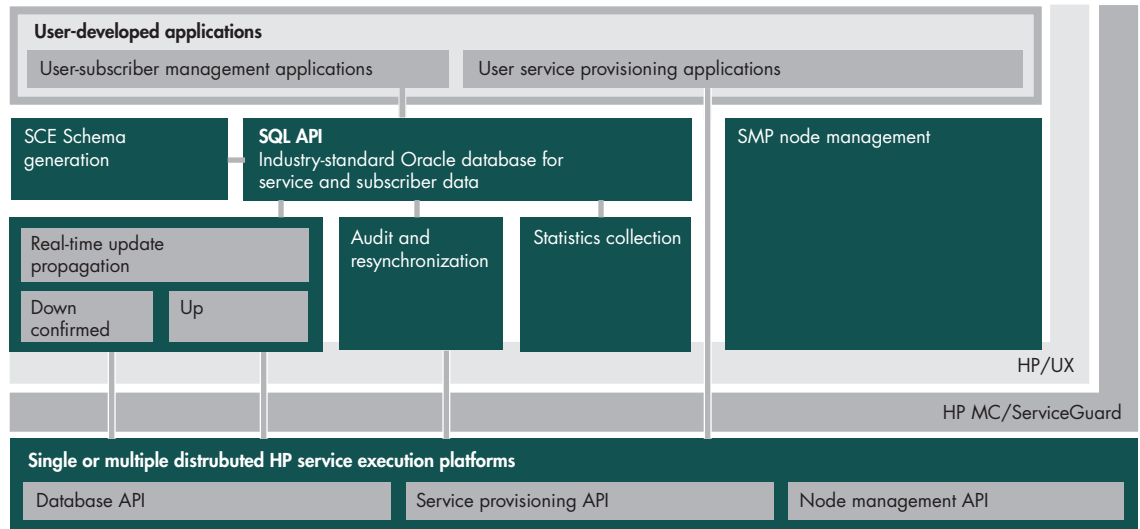 User-developed applications
User-subscriber management applications
User service provisioning applications
SCE Schema
generation
SQL API
Industry-standard Oracle database for
service and subscriber data
SMP node management
Real-time update
propagation
Down
confirmed
Up
Audit and
resynchronization
Statistics collection
HP/UX
HP MC/ServiceGuard
Single or multiple distrubuted HP service execution platforms
Database API
Service provisioning API
Node management API